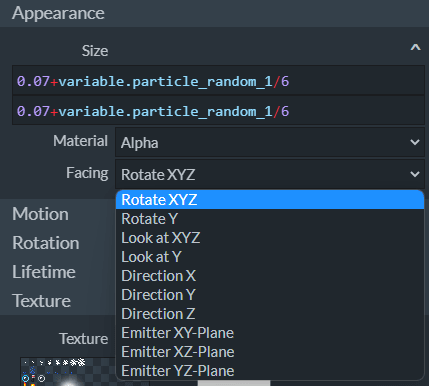 Appearance
Size
0.07+variable.particle_random_1/6
0.07+variable.particle_random_1/6
Material Alpha
Facing Rotate XYZ
Rotate XYZ
Rotate Y
Look at XYZ
Look at Y
Direction X
Direction Y
Direction Z
Emitter XY-Plane
Emitter XZ-Plane
Emitter YZ-Plane
Motion
Rotation
Lifetime
Texture
Texture